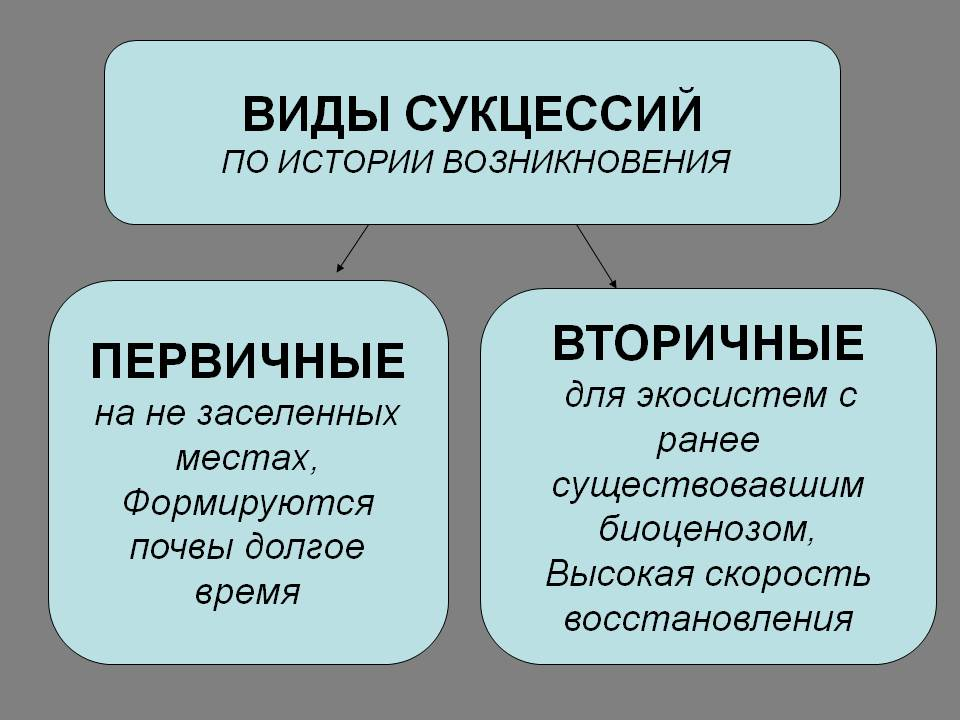 ВИДЫ СУКЦЕССИЙ
ПО ИСТОРИИ ВОЗНИКНОВЕНИЯ
ПЕРВИЧНЫЕ
на не заселенных
местах,
Формируются
почвы долгое
время
ВТОРИЧНЫЕ
для экосистем с
ранее
существовавшим
биоценозом,
Высокая скорость
восстановления